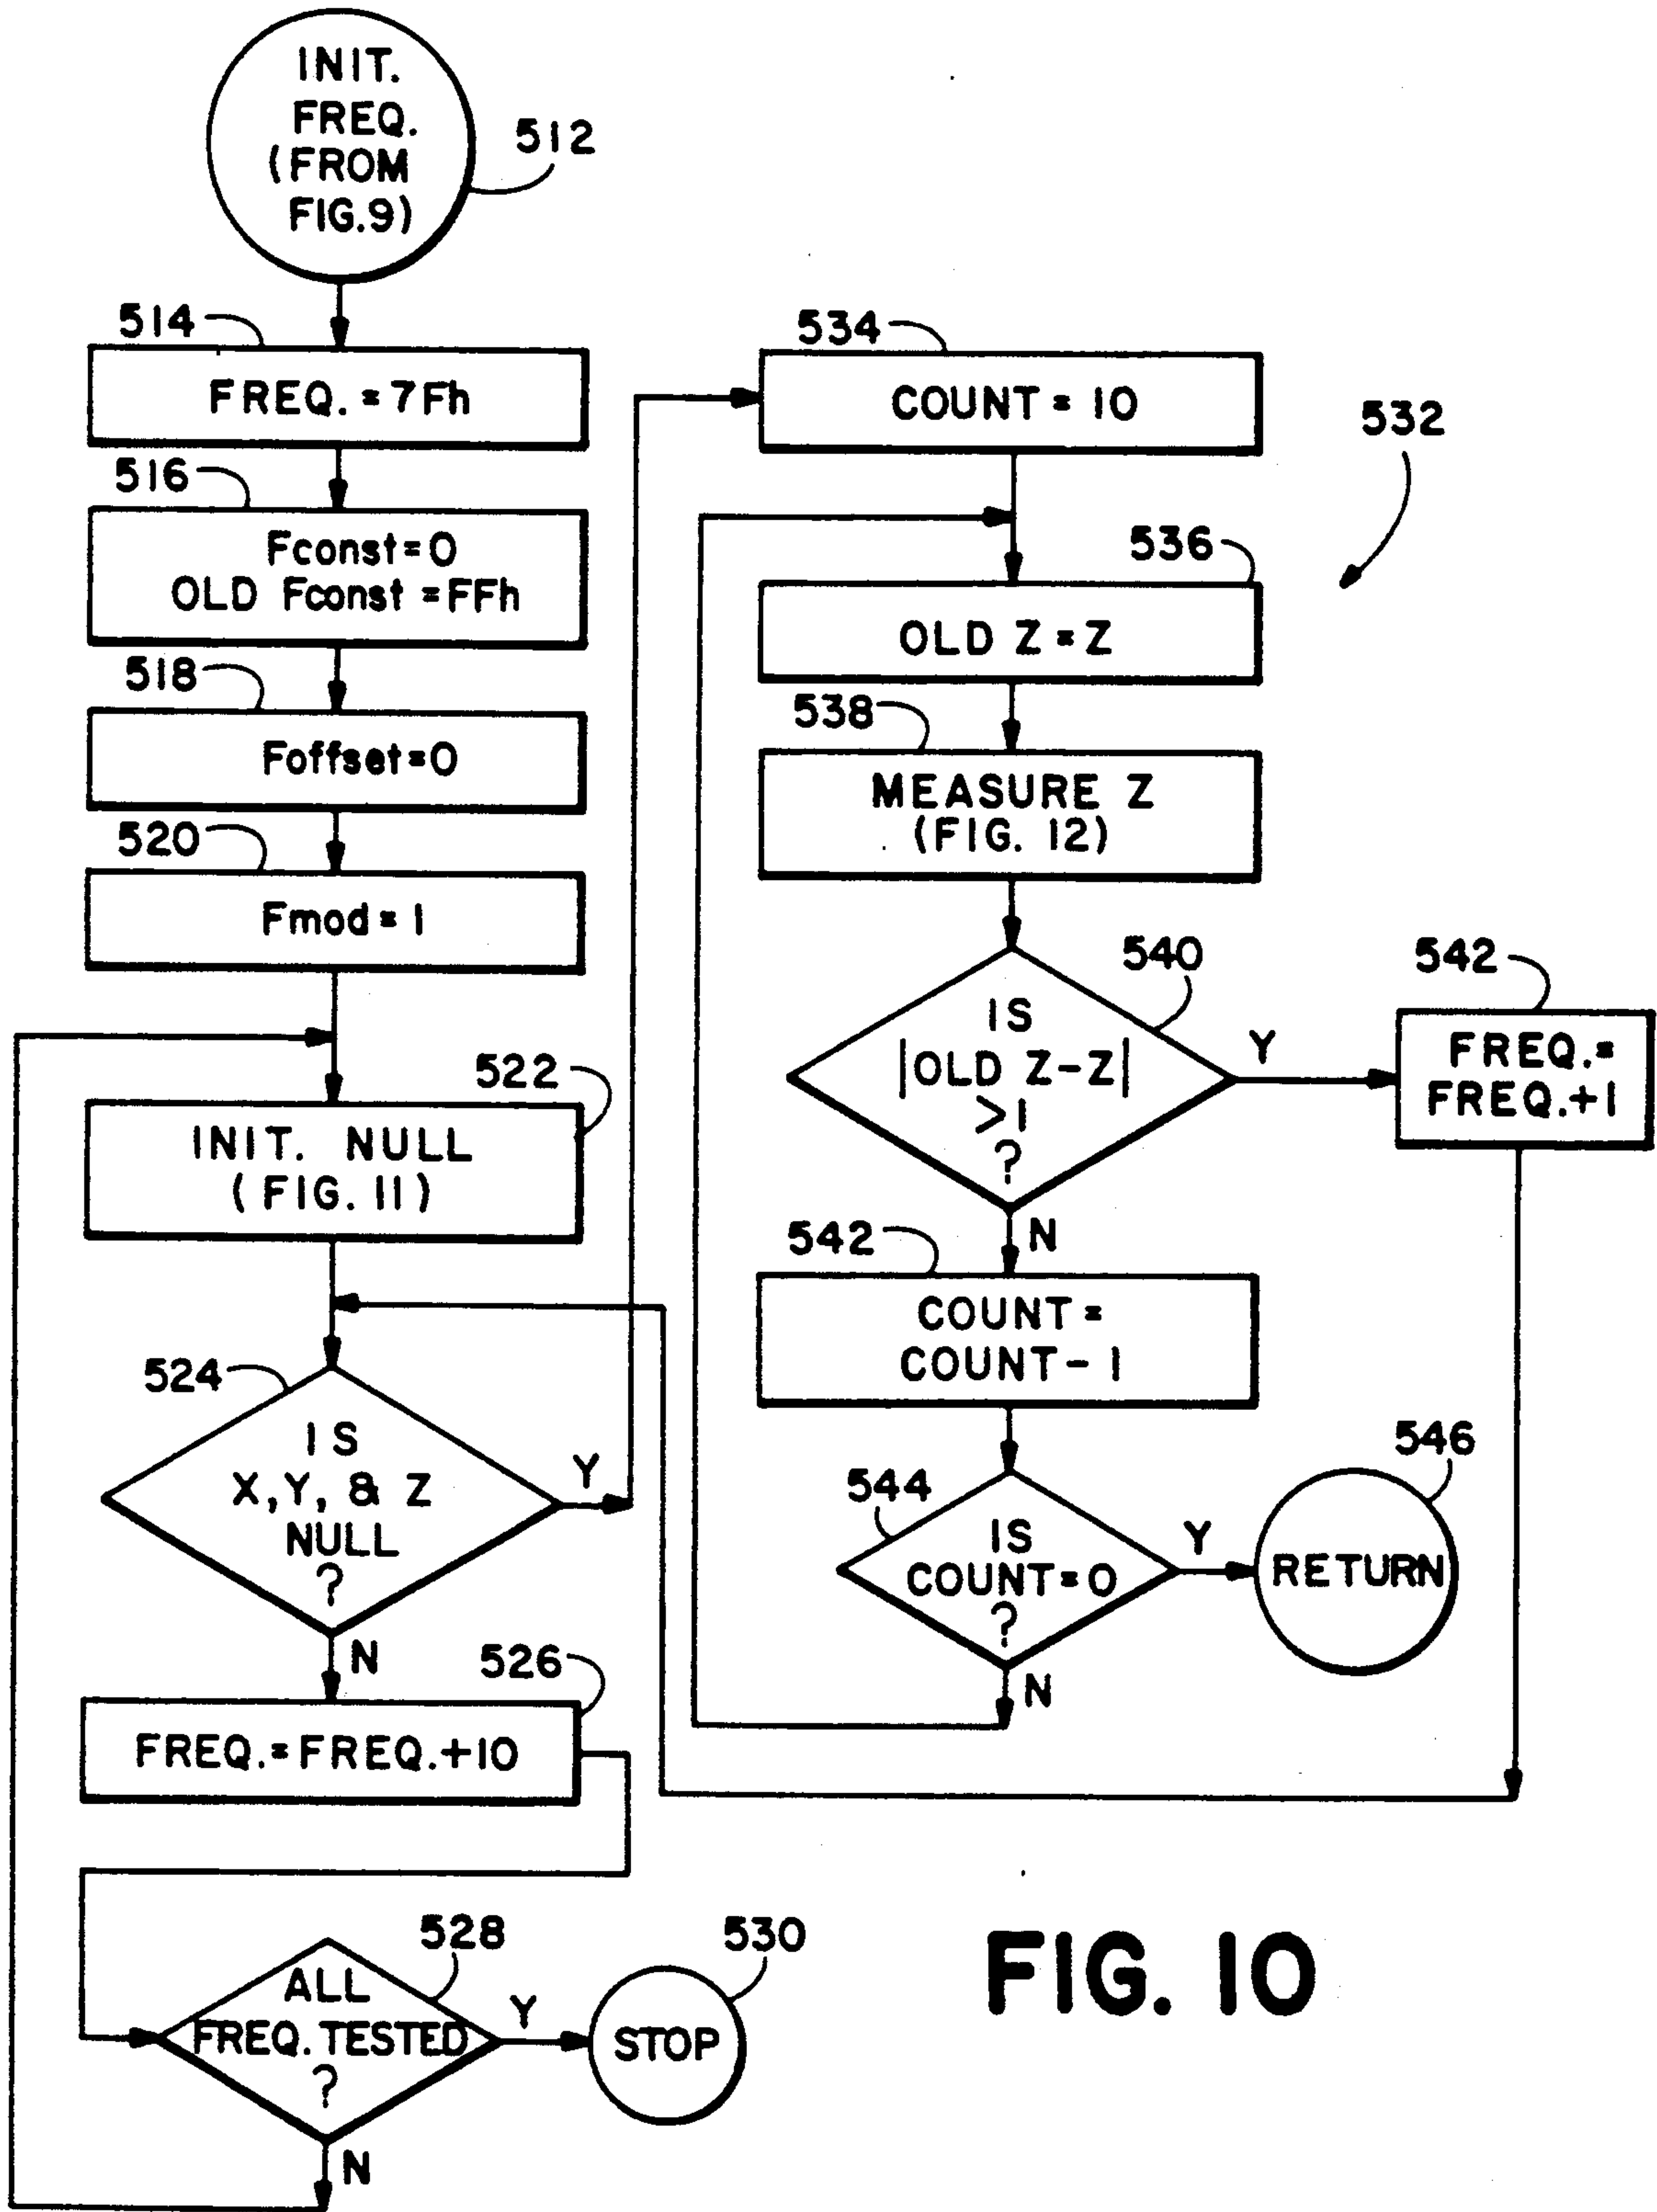 INIT.
FREQ.
(FROM
FIG.9)
512
514
FREQ. = 7Fh
516
Fconst=0
OLD Fconst =FFh
518
Foffset=0
520
Fmod= 1
522
INIT. NULL
( FIG. 11 )
524
IS
X,Y, & Z
NULL
?
Y
N
526
FREQ.=FREQ.+10
528
ALL
FREQ. TESTED
?
Y
N
530
STOP
532
534
COUNT = 10
536
OLD Z = Z
538
MEASURE Z
(FIG. 12)
540
IS
|OLD Z-Z|
>1
?
Y
N
542
FREQ.=
FREQ.+1
542
COUNT =
COUNT - 1
544
IS
COUNT=0
?
Y
N
546
RETURN
FIG. 10